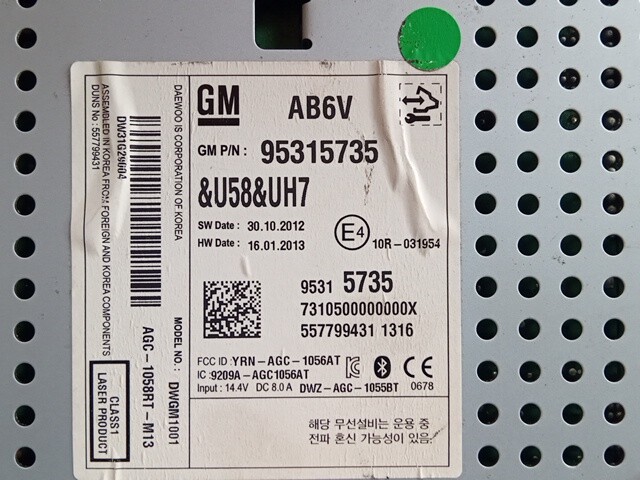 GM
AB6V
GM P/N: 95315735
&U58&UH7
SW Date : 30.10.2012
HW Date : 16.01.2013
E4
10R-031954
9531 5735
7310500000000X
557799431 1316
FCC ID : YRN-AGC-1056AT
IC :9209A-AGC1056AT
Input : 14.4V DC 8.0 A
DWZ-AGC-1055BT
CE
0678
해당 무선설비는 운용 중
전파 혼신 가능성이 있음
DAEWOO IS CORPORATION OF KOREA
MODEL NO.: DWGM1001
AGC-1058RT-M13
ASSEMBLED IN KOREA FROM FOREIGN AND KOREA COMPONENTS
DUNS No : 557799431
CLASS1
LASER PRODUCT